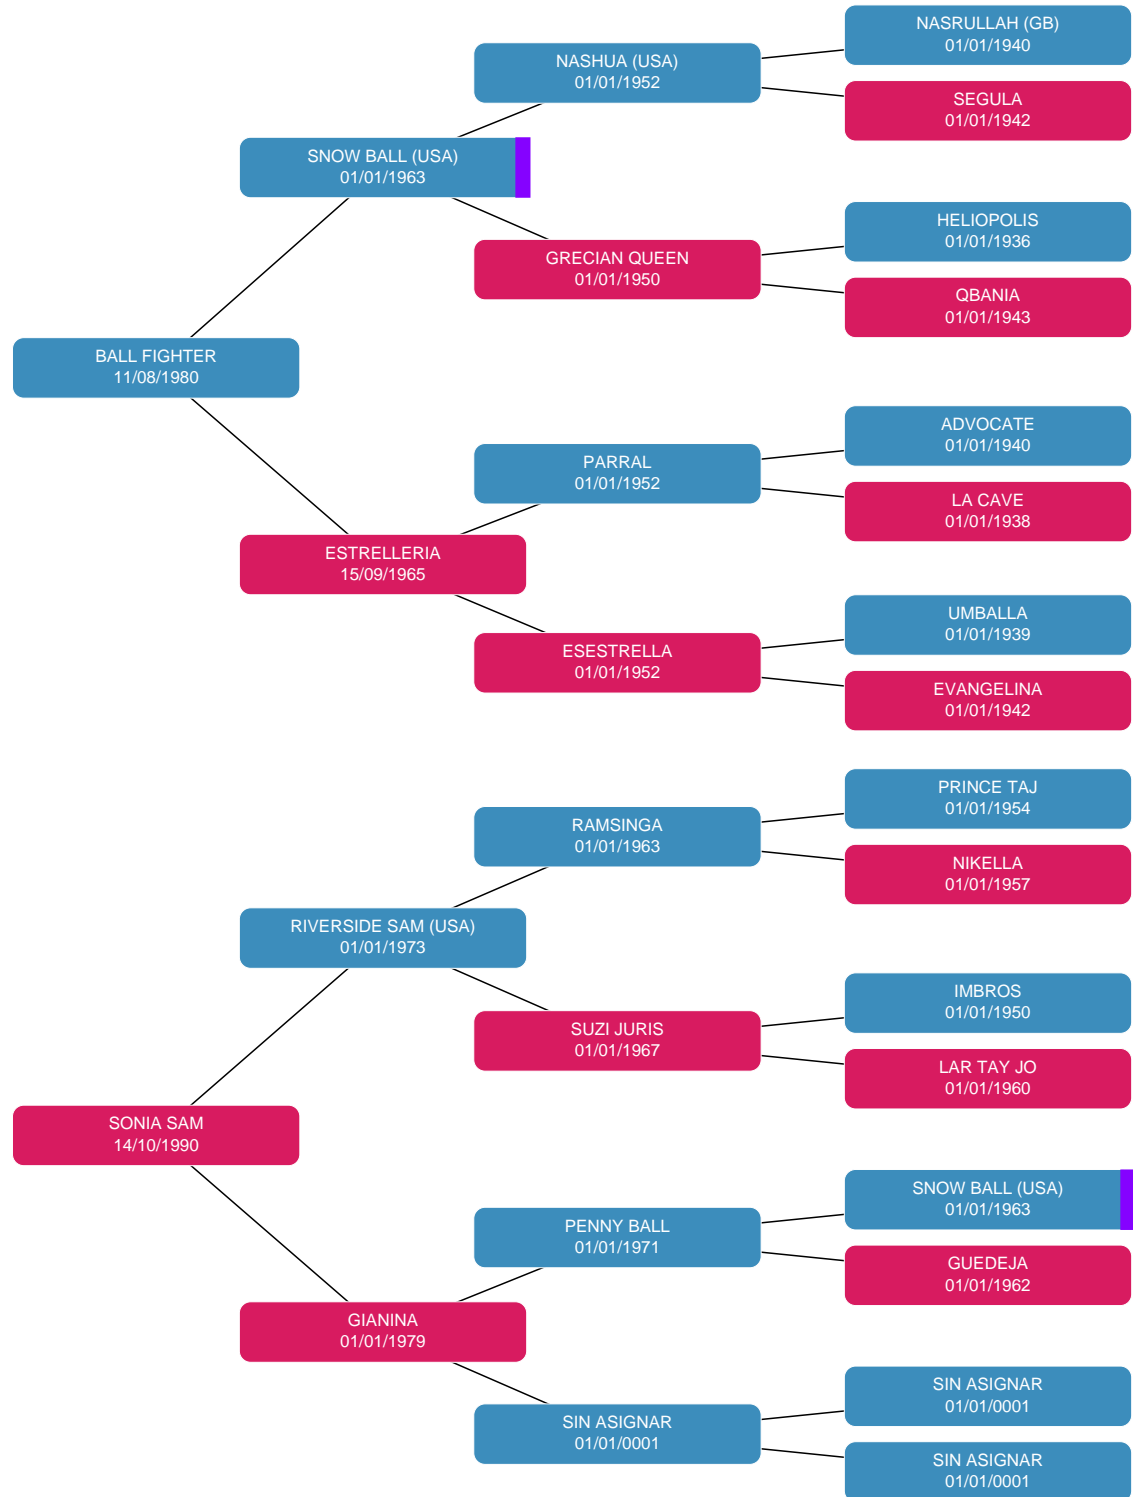 NASRULLAH (GB)
01/01/1940
NASHUA (USA)
01/01/1952
SEGULA
01/01/1942
SNOW BALL (USA)
01/01/1963
HELIOPOLIS
01/01/1936
GRECIAN QUEEN
01/01/1950
QBANIA
01/01/1943
BALL FIGHTER
11/08/1980
ADVOCATE
01/01/1940
PARRAL
01/01/1952
LA CAVE
01/01/1938
ESTRELLERIA
15/09/1965
UMBALLA
01/01/1939
ESESTRELLA
01/01/1952
EVANGELINA
01/01/1942
PRINCE TAJ
01/01/1954
RAMSINGA
01/01/1963
NIKELLA
01/01/1957
RIVERSIDE SAM (USA)
01/01/1973
IMBROS
01/01/1950
SUZI JURIS
01/01/1967
LAR TAY JO
01/01/1960
SONIA SAM
14/10/1990
SNOW BALL (USA)
01/01/1963
PENNY BALL
01/01/1971
GUEDEJA
01/01/1962
GIANINA
01/01/1979
SIN ASIGNAR
01/01/0001
SIN ASIGNAR
01/01/0001
SIN ASIGNAR
01/01/0001